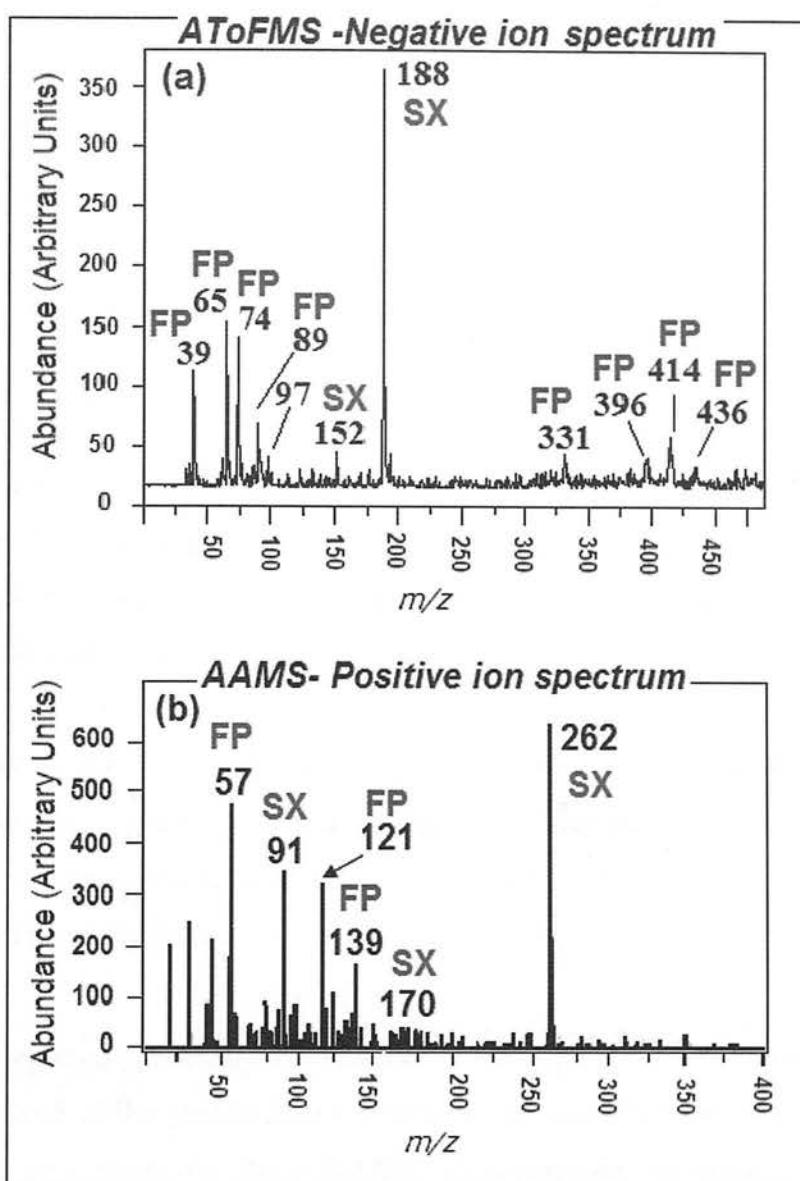 AToFMS -Negative ion spectrum
(a)
Abundance (Arbitrary Units)
350
300
250
200
150
100
50
0
188
SX
FP
39
FP
65
FP
74
FP
89
97
SX
152
FP
331
FP
396
FP
414
FP
436
50
100
150
200
250
300
350
400
450
m/z
AAMS- Positive ion spectrum
(b)
Abundance (Arbitrary Units)
600
500
400
300
200
100
0
FP
57
SX
91
FP
121
FP
139
SX
170
262
SX
50
100
150
200
250
300
350
400
m/z